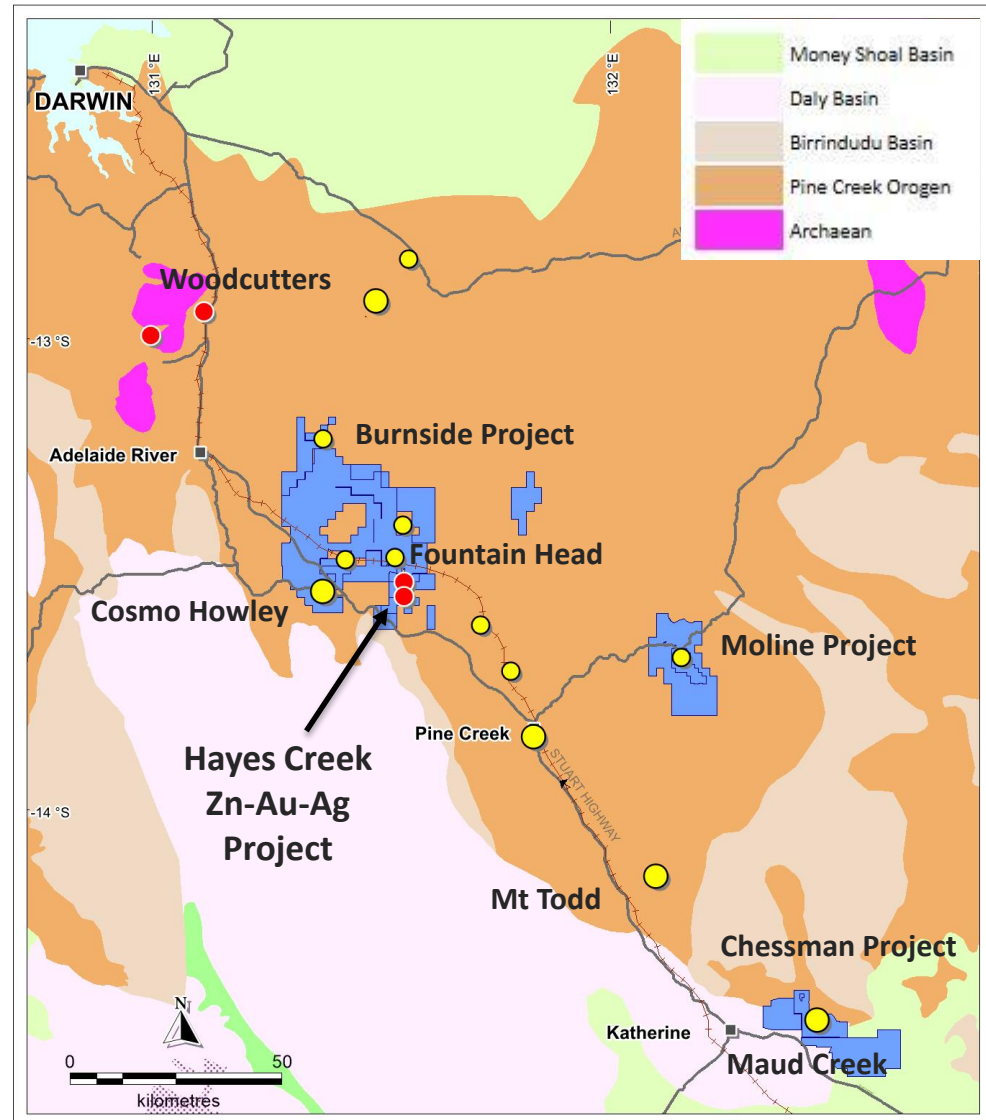 131 °E
132 °E
DARWIN
Money Shoal Basin
Daly Basin
Birrindudu Basin
Pine Creek Orogen
Archaean
Woodcutters
-13 °S
Burnside Project
Adelaide River
Fountain Head
Cosmo Howley
Moline Project
Pine Creek
STUART HIGHWAY
Hayes Creek
Zn-Au-Ag
Project
-14 °S
Mt Todd
Chessman Project
N
Katherine
Maud Creek
0
50
kilometres